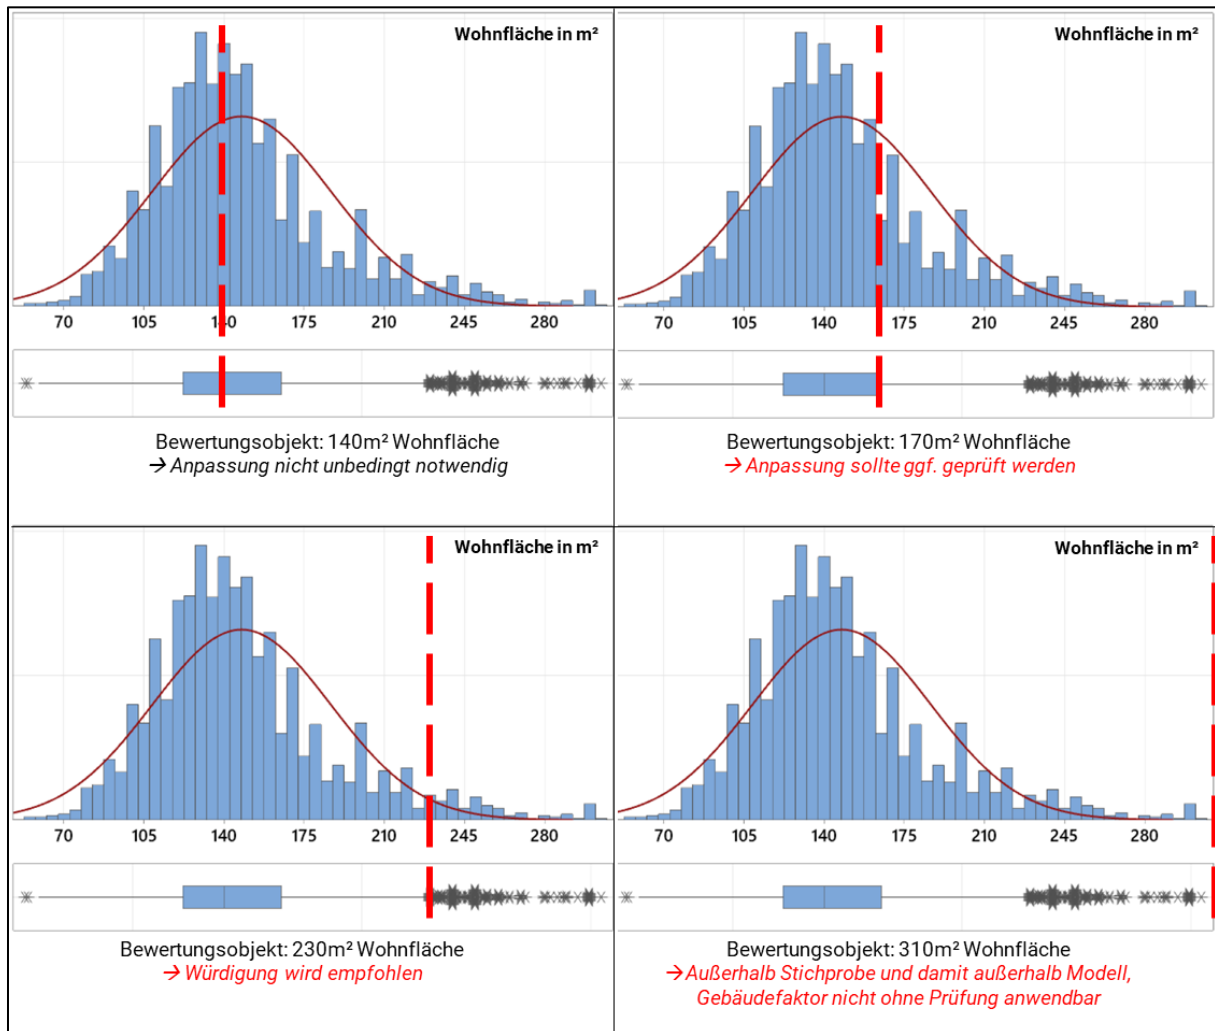 Wohnfläche in m²
70 105 140 175 210 245 280
Bewertungsobjekt: 140m² Wohnfläche
→ Anpassung nicht unbedingt notwendig
Wohnfläche in m²
70 105 140 175 210 245 280
Bewertungsobjekt: 170m² Wohnfläche
→ Anpassung sollte ggf. geprüft werden
Wohnfläche in m²
70 105 140 175 210 245 280
Bewertungsobjekt: 230m² Wohnfläche
→ Würdigung wird empfohlen
Wohnfläche in m²
70 105 140 175 210 245 280
Bewertungsobjekt: 310m² Wohnfläche
→ Außerhalb Stichprobe und damit außerhalb Modell,
Gebäudefaktor nicht ohne Prüfung anwendbar